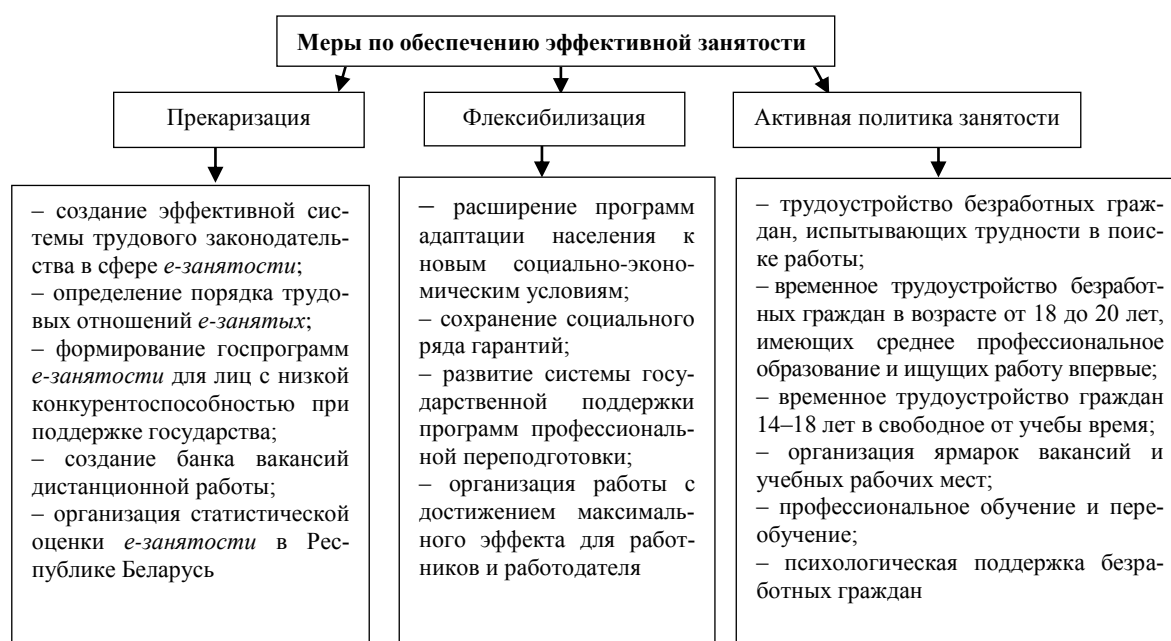 Меры по обеспечению эффективной занятости
Прекаризация
Флексибилизация
Активная политика занятости
– создание эффективной сис-
темы трудового законодатель-
ства в сфере е-занятости;
– определение порядка трудо-
вых отношений е-занятых;
– формирование госпрограмм
е-занятости для лиц с низкой
конкурентоспособностью при
поддержке государства;
– создание банка вакансий
дистанционной работы;
– организация статистической
оценки е-занятости в Рес-
публике Беларусь
– расширение программ
адаптации населения к
новым социально-эконо-
мическим условиям;
– сохранение социального
ряда гарантий;
– развитие системы госу-
дарственной поддержки
программ профессиональ-
ной переподготовки;
– организация работы с
достижением максималь-
ного эффекта для работ-
ников и работодателя
– трудоустройство безработных граж-
дан, испытывающих трудности в поис-
ке работы;
– временное трудоустройство безработ-
ных граждан в возрасте от 18 до 20 лет,
имеющих среднее профессиональное
образование и ищущих работу впервые;
– временное трудоустройство граждан
14–18 лет в свободное от учебы время;
– организация ярмарок вакансий и
учебных рабочих мест;
– профессиональное обучение и пере-
обучение;
– психологическая поддержка безра-
ботных граждан